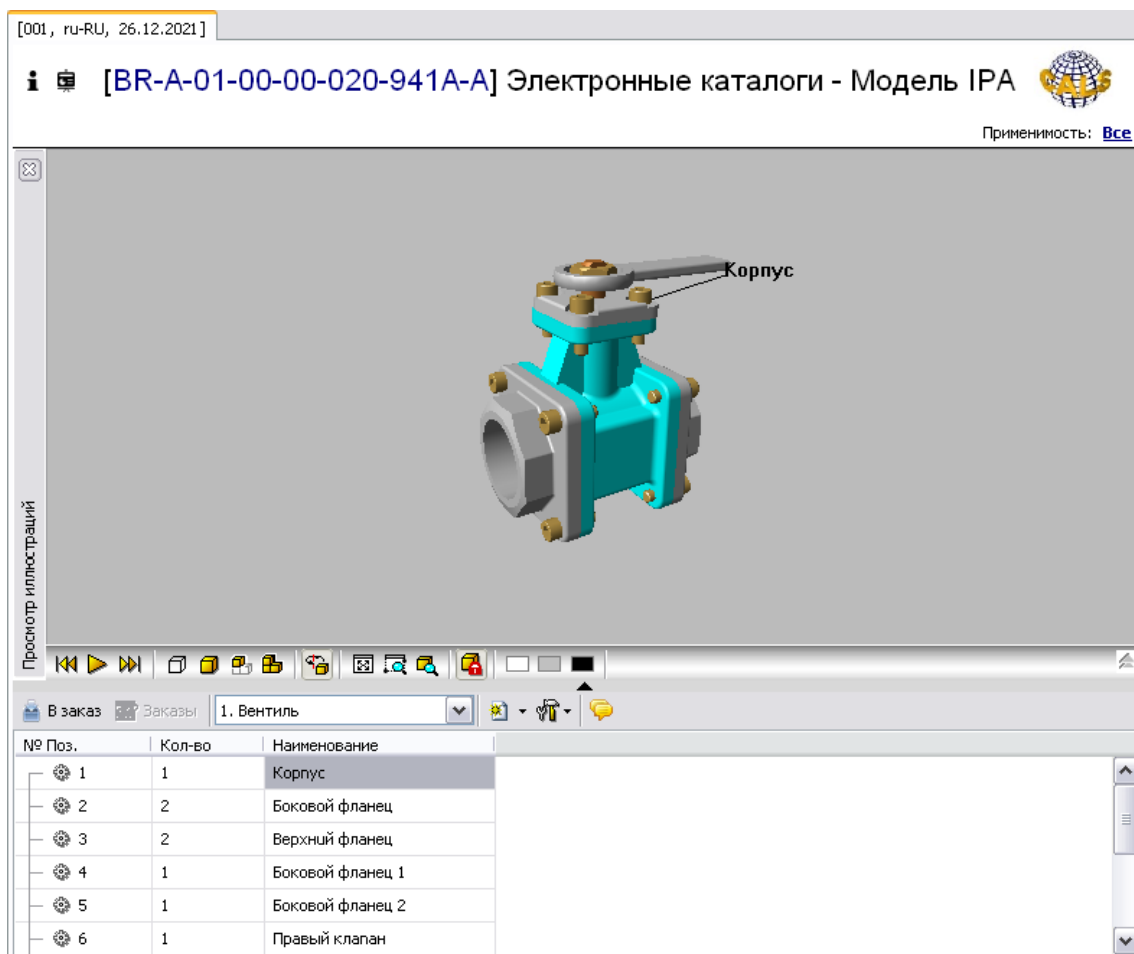 [001, ru-RU, 26.12.2021]
[BR-A-01-00-00-020-941A-A] Электронные каталоги - Модель IPA
CALS
Применимость: Все
Корпус
Просмотр иллюстраций
В заказ Заказы 1. Вентиль
№ Поз. Кол-во Наименование
1 1 Корпус
2 2 Боковой фланец
3 2 Верхний фланец
4 1 Боковой фланец 1
5 1 Боковой фланец 2
6 1 Правый клапан